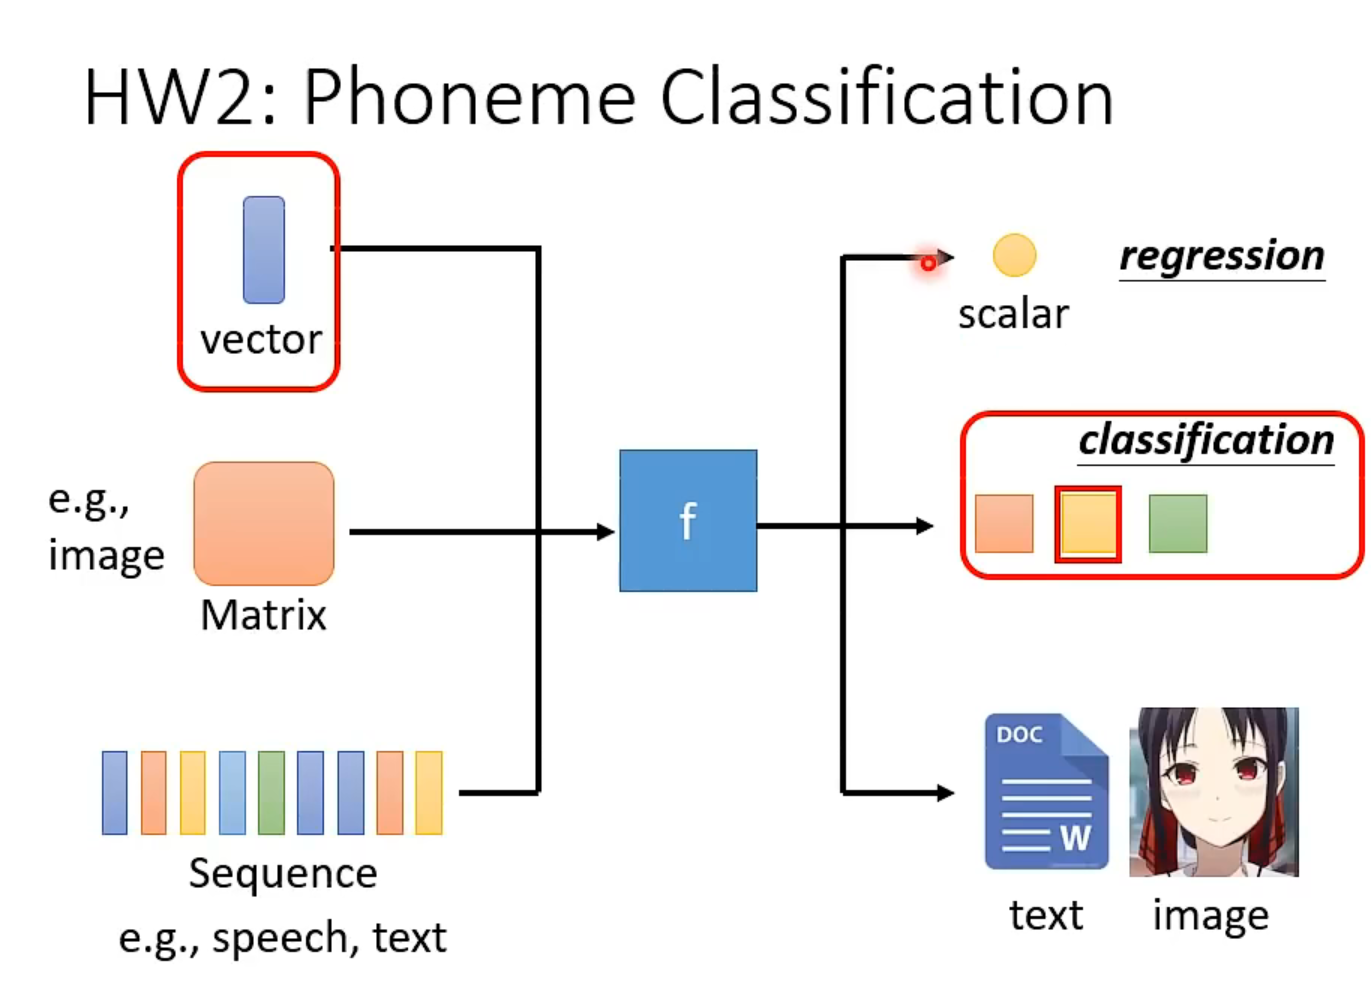 HW2: Phoneme Classification
vector
e.g.,
image
Matrix
Sequence
e.g., speech, text
f
regression
scalar
classification
DOC
W
text
image